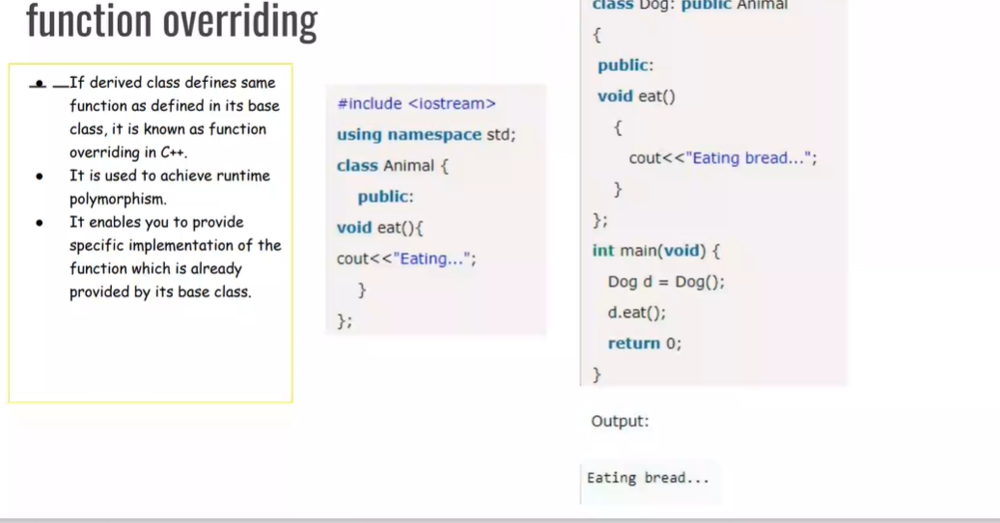 function overriding
If derived class defines same
function as defined in its base
class, it is known as function
overriding in C++.
It is used to achieve runtime
polymorphism.
It enables you to provide
specific implementation of the
function which is already
provided by its base class.
#include <iostream>
using namespace std;
class Animal {
public:
void eat(){
cout<<"Eating...";
}
};
class Dog: public Animal
{
public:
void eat()
{
cout<<"Eating bread...";
}
};
int main(void) {
Dog d = Dog();
d.eat();
return 0;
}
Output:
Eating bread...